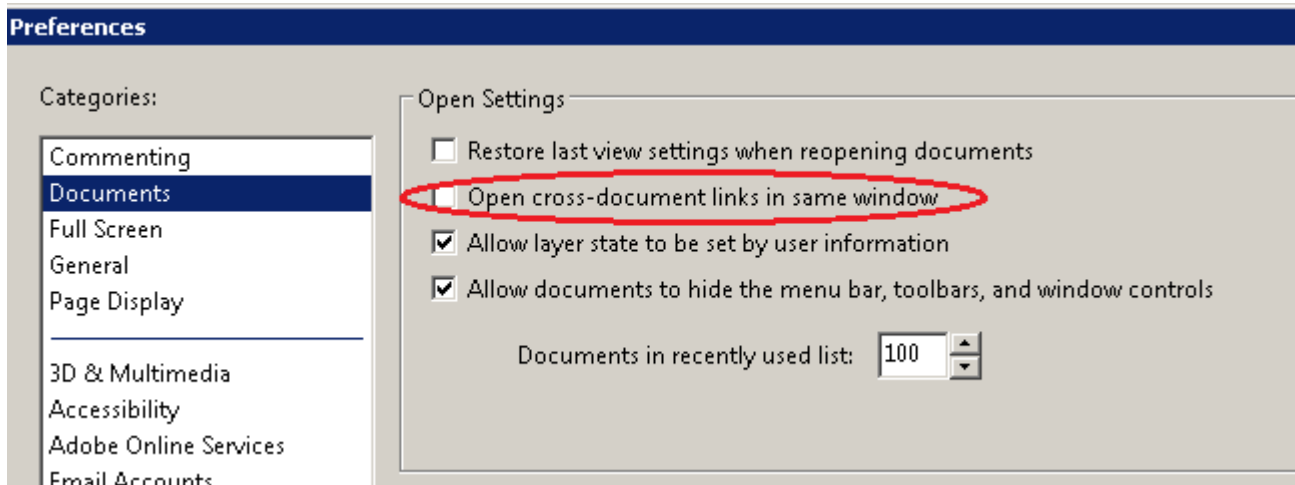 Preferences
Categories:
Commenting
Documents
Full Screen
General
Page Display
3D & Multimedia
Accessibility
Adobe Online Services
Email Accounts
Open Settings
Restore last view settings when reopening documents
Open cross-document links in same window
Allow layer state to be set by user information
Allow documents to hide the menu bar, toolbars, and window controls
Documents in recently used list: 100